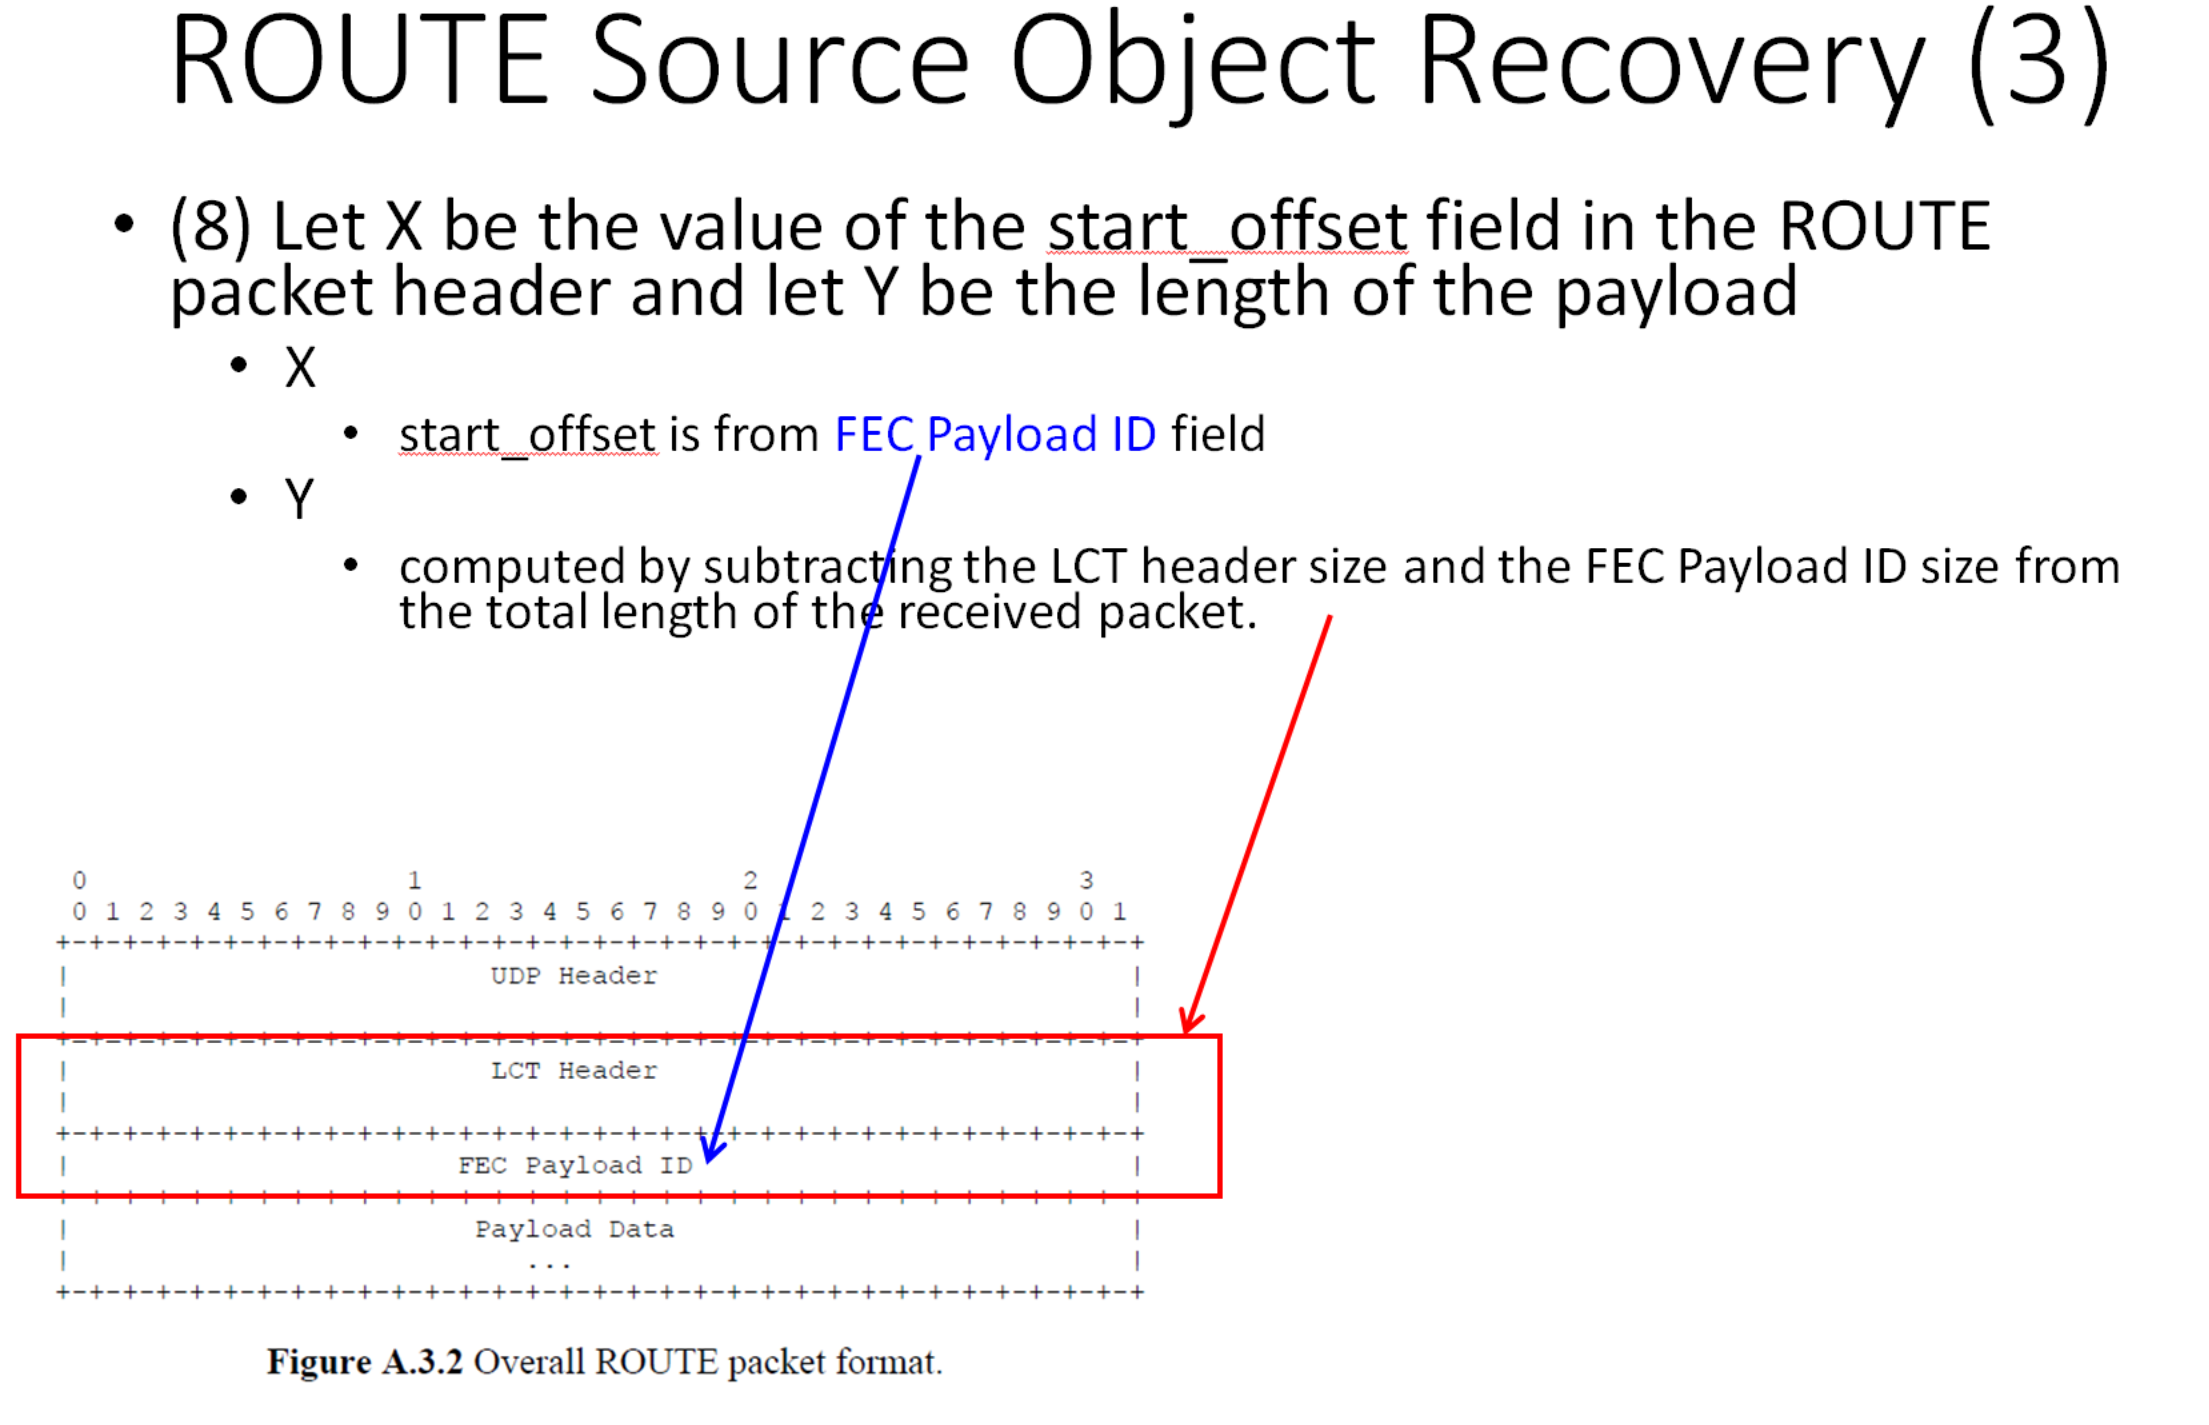 ROUTE Source Object Recovery (3)
• (8) Let X be the value of the start_offset field in the ROUTE
packet header and let Y be the length of the payload
• X
• start_offset is from FEC Payload ID field
• Y
• computed by subtracting the LCT header size and the FEC Payload ID size from
the total length of the received packet.
0 1 2 3
0 1 2 3 4 5 6 7 8 9 0 1 2 3 4 5 6 7 8 9 0 1 2 3 4 5 6 7 8 9 0 1
+-+-+-+-+-+-+-+-+-+-+-+-+-+-+-+-+-+-+-+-+-+-+-+-+-+-+-+-+-+-+-+-+
| UDP Header |
| |
+-+-+-+-+-+-+-+-+-+-+-+-+-+-+-+-+-+-+-+-+-+-+-+-+-+-+-+-+-+-+-+-+
| LCT Header |
| |
+-+-+-+-+-+-+-+-+-+-+-+-+-+-+-+-+-+-+-+-+-+-+-+-+-+-+-+-+-+-+-+-+
| FEC Payload ID |
+-+-+-+-+-+-+-+-+-+-+-+-+-+-+-+-+-+-+-+-+-+-+-+-+-+-+-+-+-+-+-+-+
| Payload Data |
| ... |
+-+-+-+-+-+-+-+-+-+-+-+-+-+-+-+-+-+-+-+-+-+-+-+-+-+-+-+-+-+-+-+-+
Figure A.3.2 Overall ROUTE packet format.